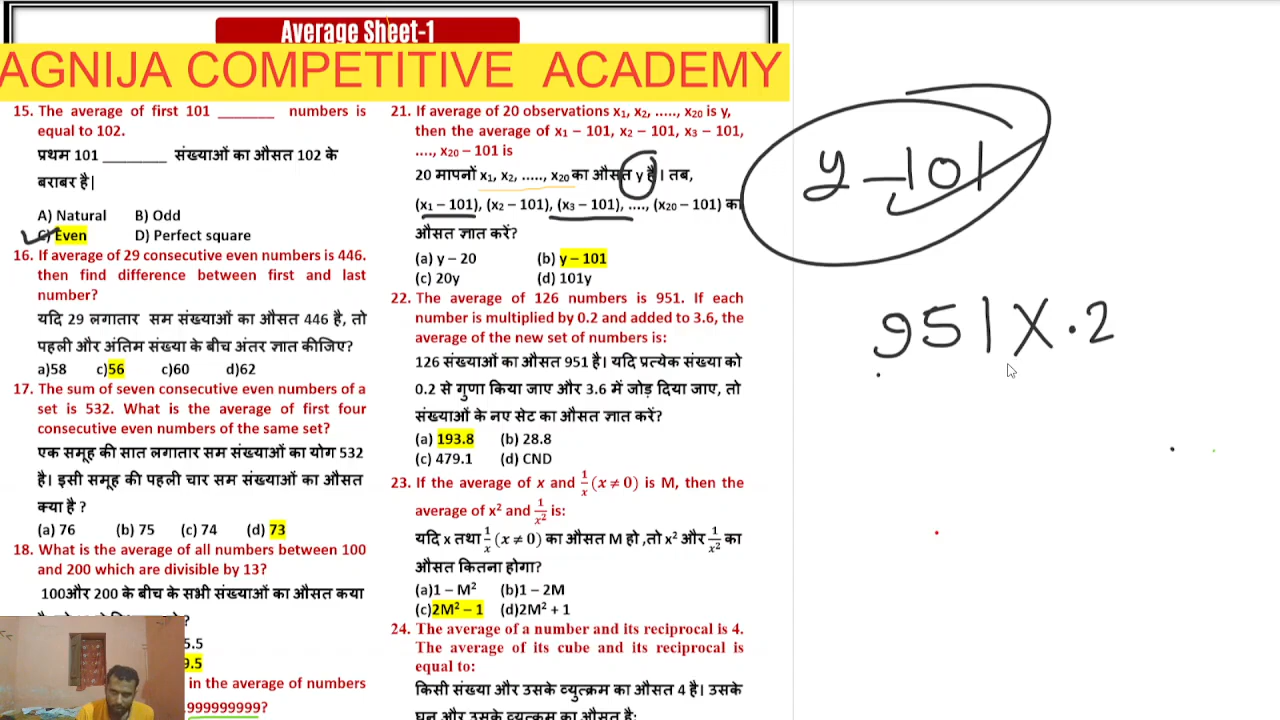 Average Sheet-1
AGNIJA COMPETITIVE ACADEMY
15. The average of first 101 _______ numbers is
equal to 102.
प्रथम 101 ________ संख्याओं का औसत 102 के
बराबर है|
A) Natural B) Odd
C) Even D) Perfect square
16. If average of 29 consecutive even numbers is 446.
then find difference between first and last
number?
यदि 29 लगातार सम संख्याओं का औसत 446 है, तो
पहली और अंतिम संख्या के बीच अंतर ज्ञात कीजिए?
a)58 c)56 c)60 d)62
17. The sum of seven consecutive even numbers of a
set is 532. What is the average of first four
consecutive even numbers of the same set?
एक समूह की सात लगातार सम संख्याओं का योग 532
है। इसी समूह की पहली चार सम संख्याओं का औसत
क्या है ?
(a) 76 (b) 75 (c) 74 (d) 73
18. What is the average of all numbers between 100
and 200 which are divisible by 13?
100और 200 के बीच के सभी संख्याओं का औसत कया
?
5.5
9.5
in the average of numbers
.999999999?
21. If average of 20 observations x1, x2, ....., x20 is y,
then the average of x1 – 101, x2 – 101, x3 – 101,
...., x20 – 101 is
20 मापनों x1, x2, ....., x20 का औसत y है। तब,
(x1 – 101), (x2 – 101), (x3 – 101), ...., (x20 – 101) का
औसत ज्ञात करें?
(a) y – 20 (b) y – 101
(c) 20y (d) 101y
22. The average of 126 numbers is 951. If each
number is multiplied by 0.2 and added to 3.6, the
average of the new set of numbers is:
126 संख्याओं का औसत 951 है। यदि प्रत्येक संख्या को
0.2 से गुणा किया जाए और 3.6 में जोड़ दिया जाए, तो
संख्याओं के नए सेट का औसत ज्ञात करें?
(a) 193.8 (b) 28.8
(c) 479.1 (d) CND
23. If the average of x and 1/x (x ≠ 0) is M, then the
average of x² and 1/x² is:
यदि x तथा 1/x (x ≠ 0) का औसत M हो ,तो x² और 1/x² का
औसत कितना होगा?
(a)1 – M² (b)1 – 2M
(c)2M² – 1 (d)2M² + 1
24. The average of a number and its reciprocal is 4.
The average of its cube and its reciprocal is
equal to:
किसी संख्या और उसके व्युत्क्रम का औसत 4 है। उसके
घन और उसके व्युत्क्रम का औसत है:
y – 101
951 X .2